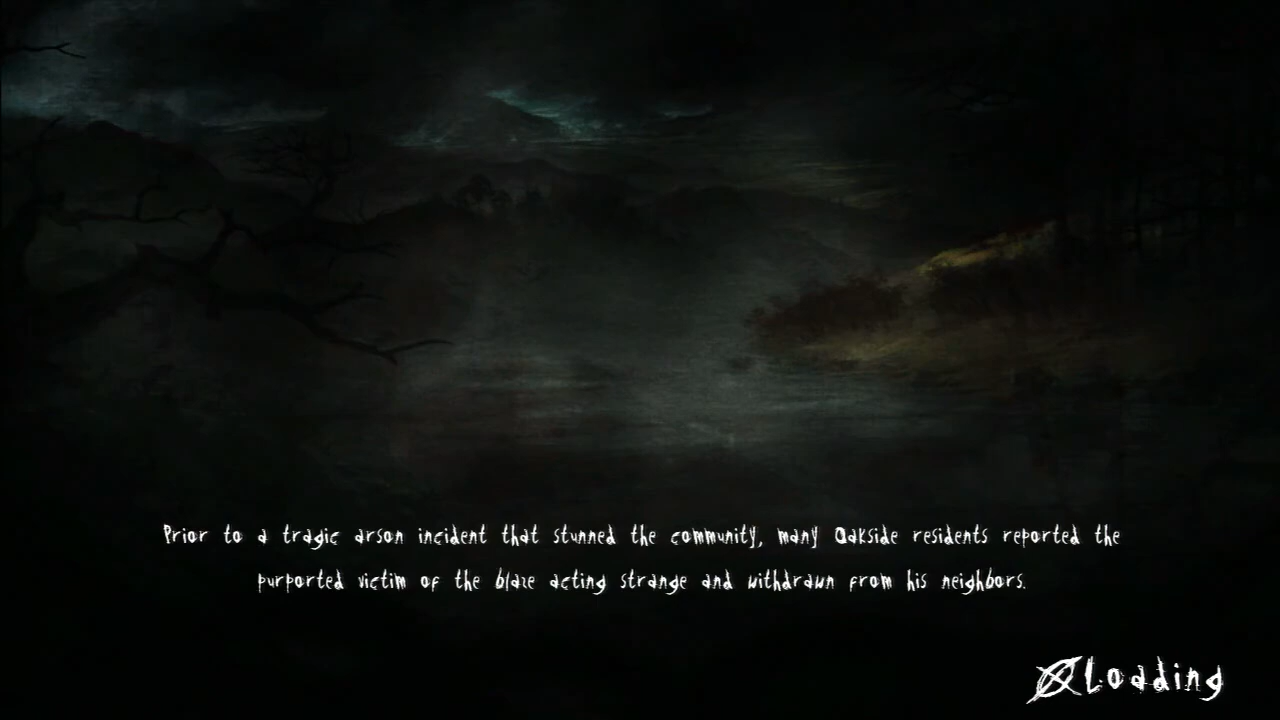 Prior to a tragic arson incident that stunned the community, many Oakside residents reported the
purported victim of the blaze acting strange and withdrawn from his neighbors.
Loading